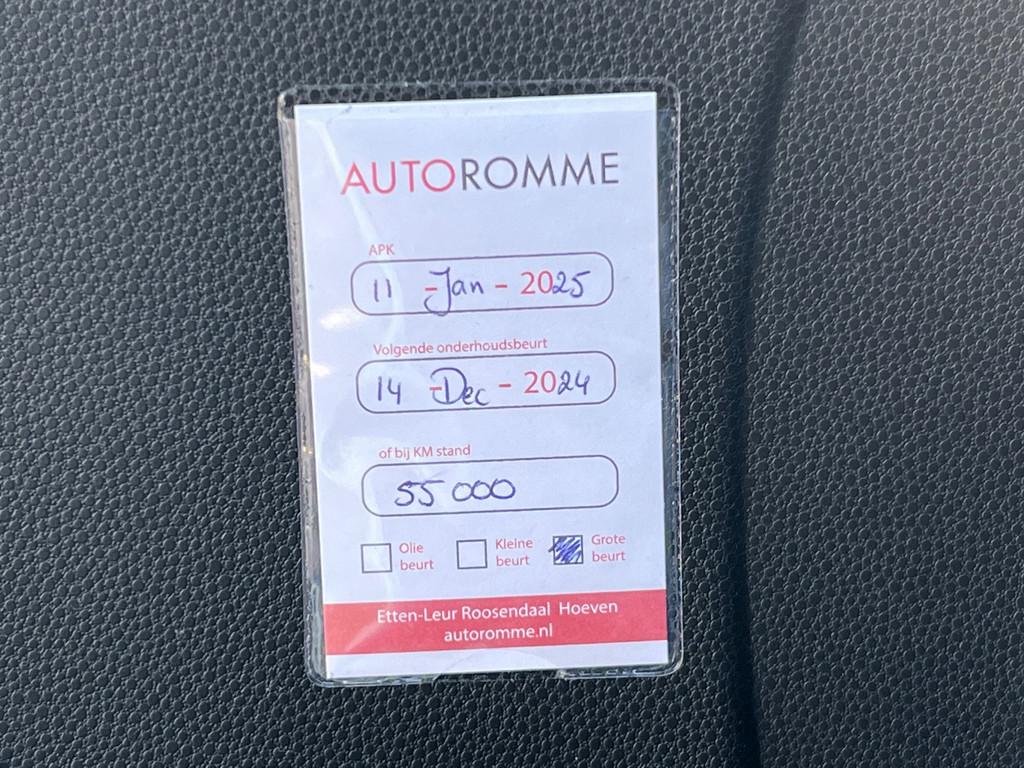 AUTOROMME
APK
11 - Jan - 2025
Volgende onderhoudsbeurt
14 - Dec - 2024
of bij KM stand
55 000
Olie beurt
Kleine beurt
Grote beurt
Etten-Leur Roosendaal Hoeven
autoromme.nl